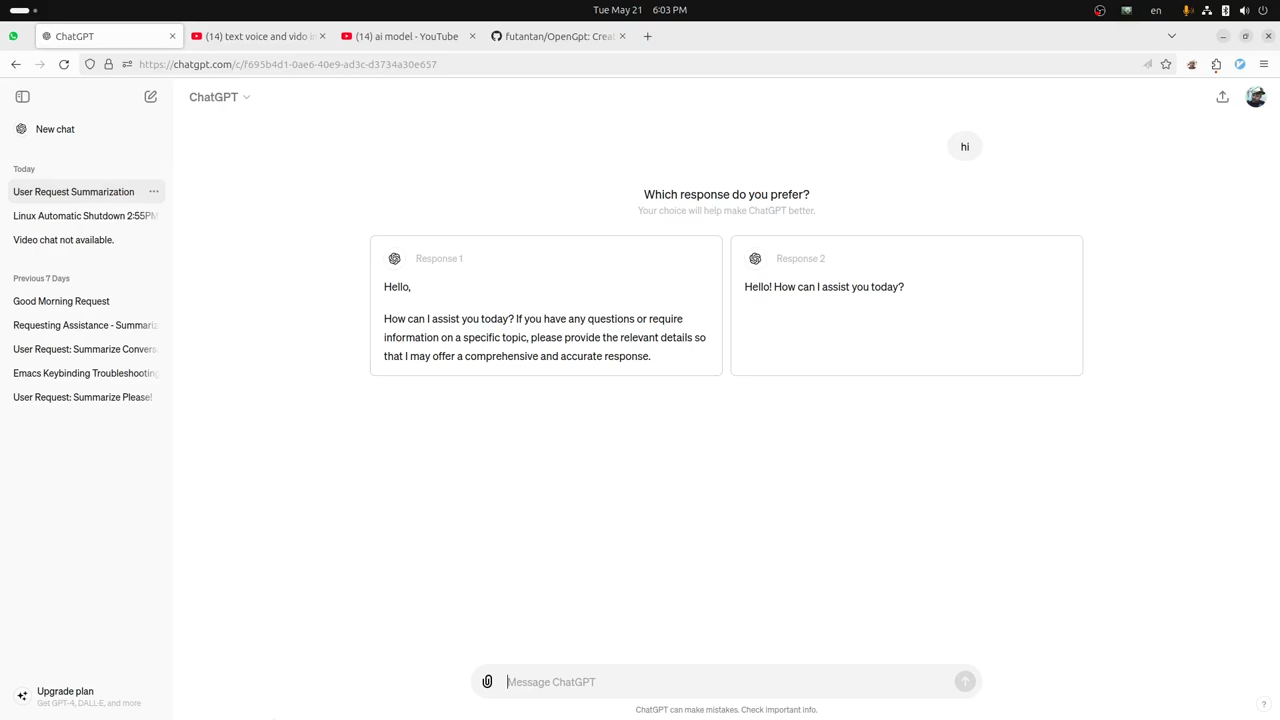 Tue May 21 6:03 PM
en
ChatGPT
(14) text voice and vido i
(14) ai model - YouTube
futantan/OpenGpt: Creat
https://chatgpt.com/c/f695b4d1-0ae6-40e9-ad3c-d3734a30e657
ChatGPT
New chat
hi
Today
User Request Summarization
Linux Automatic Shutdown 2:55PM
Video chat not available.
Previous 7 Days
Good Morning Request
Requesting Assistance - Summariz
User Request: Summarize Convers
Emacs Keybinding Troubleshooting
User Request: Summarize Please!
Which response do you prefer?
Your choice will help make ChatGPT better.
Response 1
Hello,
How can I assist you today? If you have any questions or require
information on a specific topic, please provide the relevant details so
that I may offer a comprehensive and accurate response.
Response 2
Hello! How can I assist you today?
Upgrade plan
Get GPT-4, DALL·E, and more
Message ChatGPT
ChatGPT can make mistakes. Check important info.
?